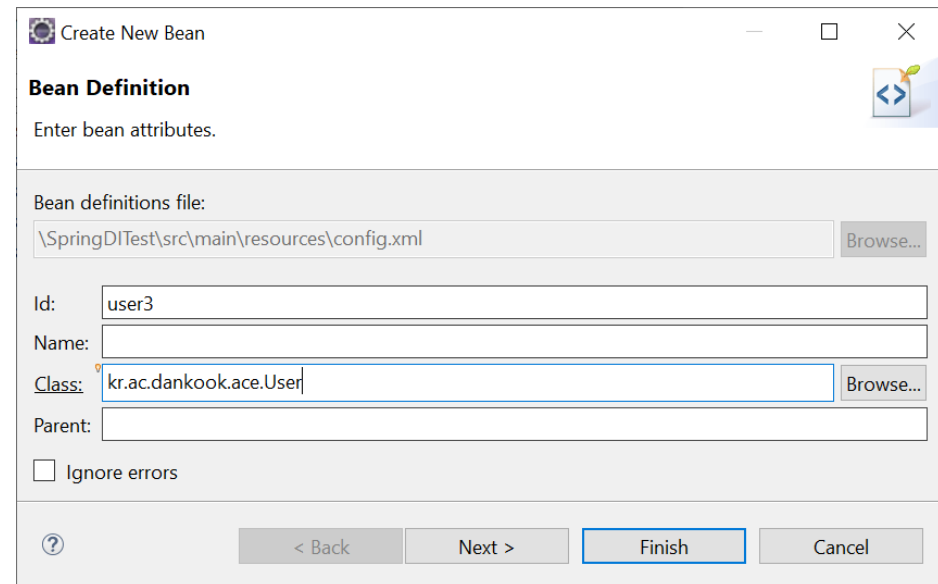 Create New Bean
Bean Definition
Enter bean attributes.
Bean definitions file:
\SpringDITest\src\main\resources\config.xml Browse...
Id: user3
Name:
Class: kr.ac.dankook.ace.User Browse...
Parent:
Ignore errors
? < Back Next > Finish Cancel